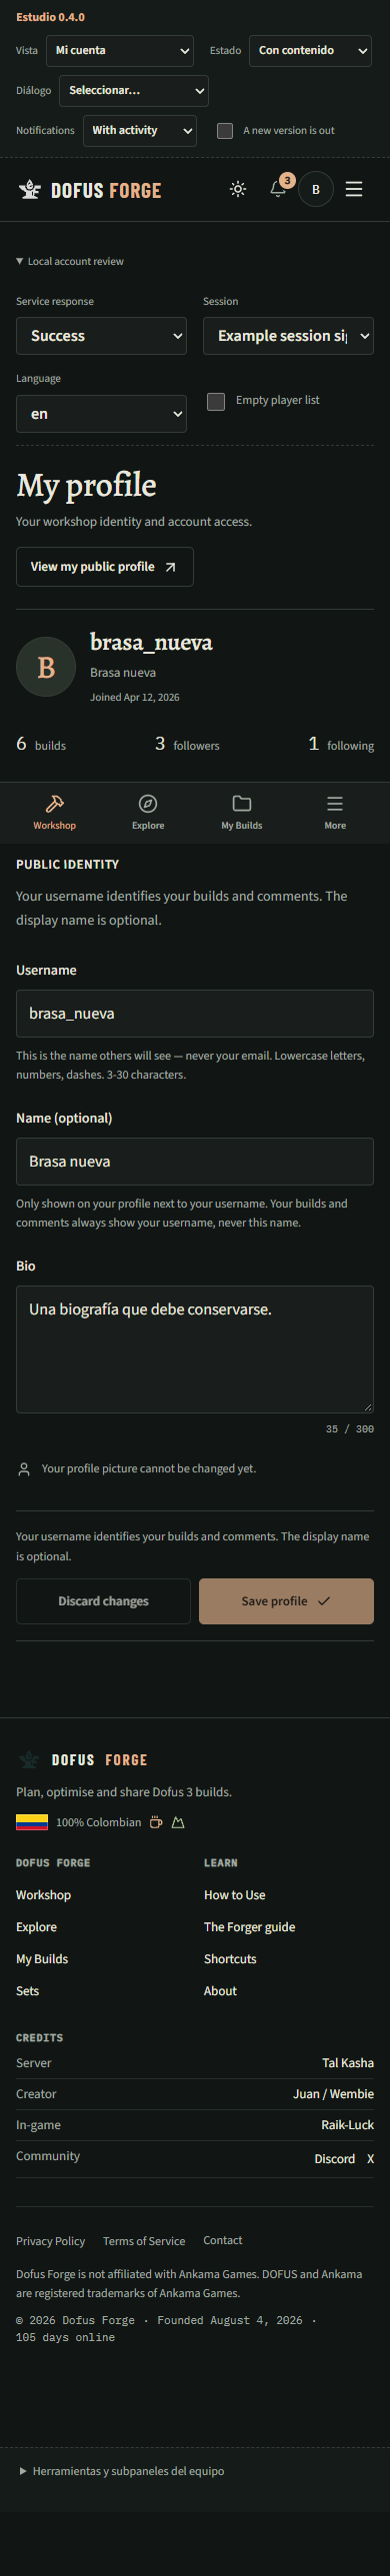 Estudio 0.4.0
Vista Mi cuenta Estado Con contenido
Diálogo Seleccionar...
Notifications With activity A new version is out
DOFUS FORGE 3 B
Local account review
Service response Session
Success Example session si
Language
en Empty player list
My profile
Your workshop identity and account access.
View my public profile
B
brasa_nueva
Brasa nueva
Joined Apr 12, 2026
6 builds 3 followers 1 following
Workshop Explore My Builds More
PUBLIC IDENTITY
Your username identifies your builds and comments. The
display name is optional.
Username
brasa_nueva
This is the name others will see — never your email. Lowercase letters,
numbers, dashes. 3-30 characters.
Name (optional)
Brasa nueva
Only shown on your profile next to your username. Your builds and
comments always show your username, never this name.
Bio
Una biografía que debe conservarse.
35 / 300
Your profile picture cannot be changed yet.
Your username identifies your builds and comments. The display name
is optional.
Discard changes Save profile
DOFUS FORGE
Plan, optimise and share Dofus 3 builds.
100% Colombian
DOFUS FORGE LEARN
Workshop How to Use
Explore The Forger guide
My Builds Shortcuts
Sets About
CREDITS
Server Tal Kasha
Creator Juan / Wembie
In-game Raik-Luck
Community Discord X
Privacy Policy Terms of Service Contact
Dofus Forge is not affiliated with Ankama Games. DOFUS and Ankama
are registered trademarks of Ankama Games.
© 2026 Dofus Forge · Founded August 4, 2026 ·
105 days online
Herramientas y subpaneles del equipo